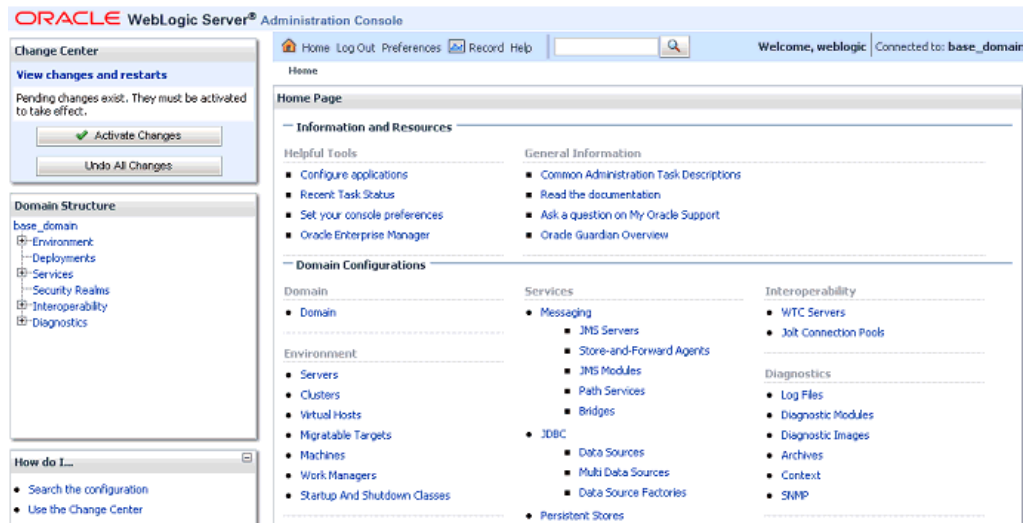 ORACLE WebLogic Server® Administration Console
Change Center
View changes and restarts
Pending changes exist. They must be activated
to take effect.
Activate Changes
Undo All Changes
Domain Structure
base_domain
Environment
Deployments
Services
Security Realms
Interoperability
Diagnostics
How do I...
Search the configuration
Use the Change Center
Home Log Out Preferences Record Help
Welcome, weblogic Connected to: base_domain
Home
Home Page
Information and Resources
Helpful Tools
Configure applications
Recent Task Status
Set your console preferences
Oracle Enterprise Manager
General Information
Common Administration Task Descriptions
Read the documentation
Ask a question on My Oracle Support
Oracle Guardian Overview
Domain Configurations
Domain
Domain
Environment
Servers
Clusters
Virtual Hosts
Migratable Targets
Machines
Work Managers
Startup And Shutdown Classes
Services
Messaging
JMS Servers
Store-and-Forward Agents
JMS Modules
Path Services
Bridges
JDBC
Data Sources
Multi Data Sources
Data Source Factories
Persistent Stores
Interoperability
WTC Servers
Jolt Connection Pools
Diagnostics
Log Files
Diagnostic Modules
Diagnostic Images
Archives
Context
SNMP